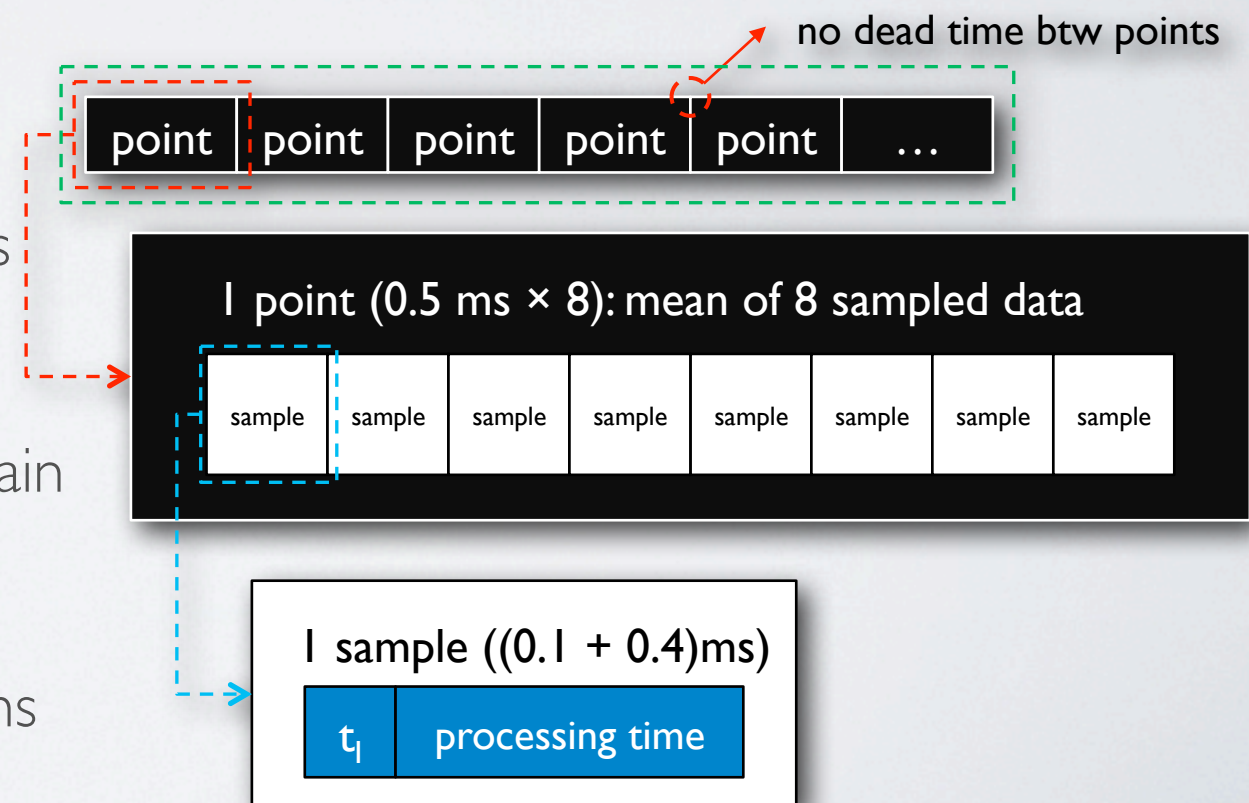 no dead time btw points
point point point point point ...
1 point (0.5 ms × 8): mean of 8 sampled data
sample sample sample sample sample sample sample sample
1 sample ((0.1 + 0.4)ms)
t_I processing time